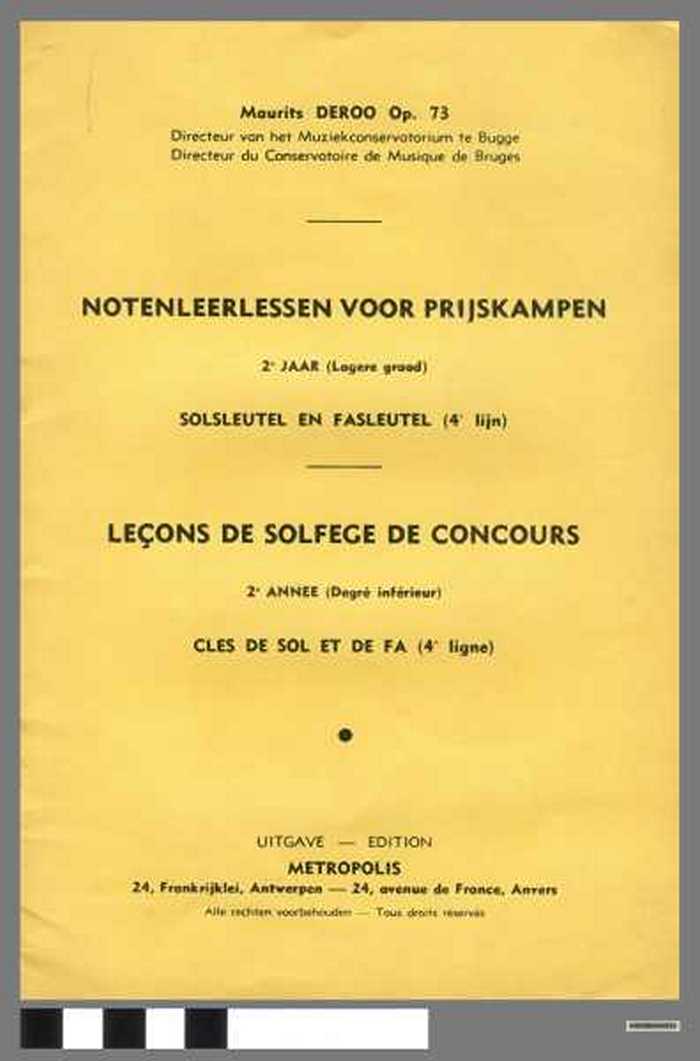 Maurits DEROO Op. 73
Directeur van het Muziekconservatorium te Bugge
Directeur du Conservatoire de Musique de Bruges
NOTENLEERLESSEN VOOR PRIJSKAMPEN
2e JAAR (Lagere graad)
SOLSLEUTEL EN FASLEUTEL (4e lijn)
LEÇONS DE SOLFEGE DE CONCOURS
2e ANNEE (Degré inférieur)
CLES DE SOL ET DE FA (4e ligne)
UITGAVE — EDITION
METROPOLIS
24, Frankrijklei, Antwerpen — 24, avenue de France, Anvers
Alle rechten voorbehouden — Tous droits réservés